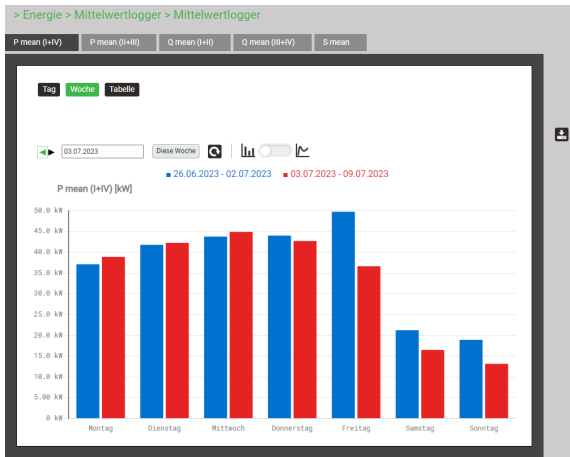 > Energie > Mittelwertlogger > Mittelwertlogger
P mean (I+IV) P mean (II+III) Q mean (I+II) Q mean (III+IV) S mean
Tag Woche Tabelle
03.07.2023 Diese Woche
26.06.2023 - 02.07.2023 03.07.2023 - 09.07.2023
P mean (I+IV) [kW]
50.0 kW
45.0 kW
40.0 kW
35.0 kW
30.0 kW
25.0 kW
20.0 kW
15.0 kW
10.0 kW
5.00 kW
0 kW
Montag Dienstag Mittwoch Donnerstag Freitag Samstag Sonntag